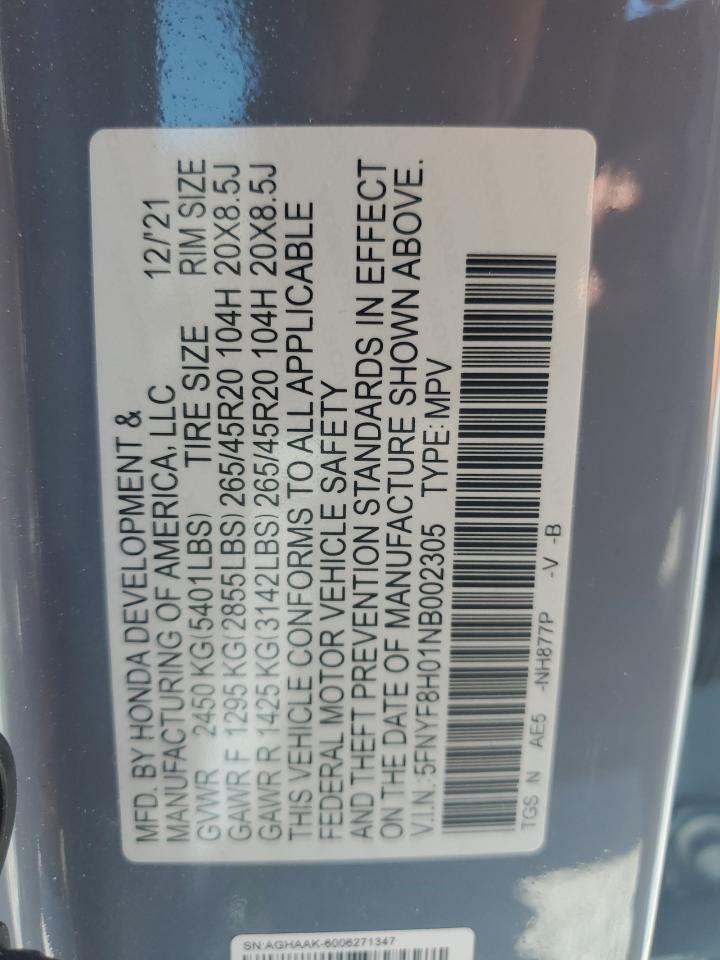 MFD. BY HONDA DEVELOPMENT &
MANUFACTURING OF AMERICA, LLC 12/'21
GVWR 2450 KG(5401LBS) TIRE SIZE RIM SIZE
GAWR F 1295 KG(2855LBS) 265/45R20 104H 20X8.5J
GAWR R 1425 KG(3142LBS) 265/45R20 104H 20X8.5J
THIS VEHICLE CONFORMS TO ALL APPLICABLE
FEDERAL MOTOR VEHICLE SAFETY
AND THEFT PREVENTION STANDARDS IN EFFECT
ON THE DATE OF MANUFACTURE SHOWN ABOVE.
V.I.N.:5FNYF8H01NB002305 TYPE:MPV
TGS N AE5 -NH877P -V -B
SN:AGHAAK-6006271347